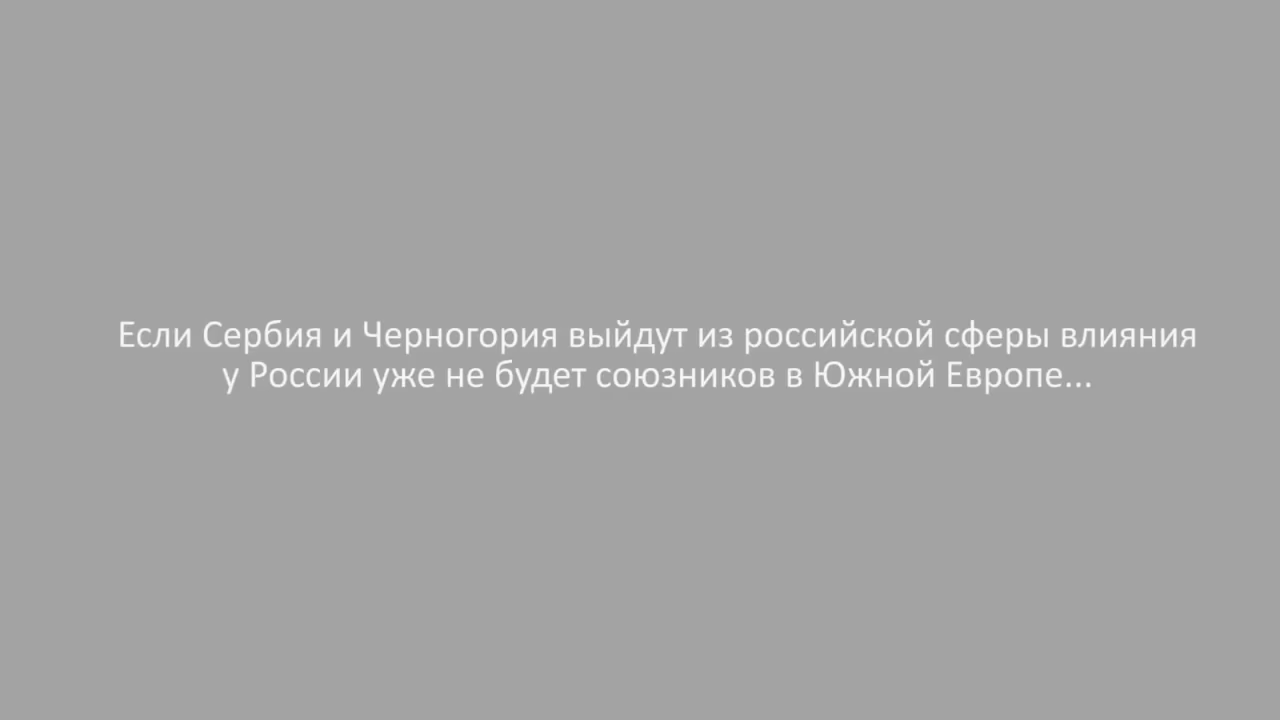 Если Сербия и Черногория выйдут из российской сферы влияния
у России уже не будет союзников в Южной Европе...